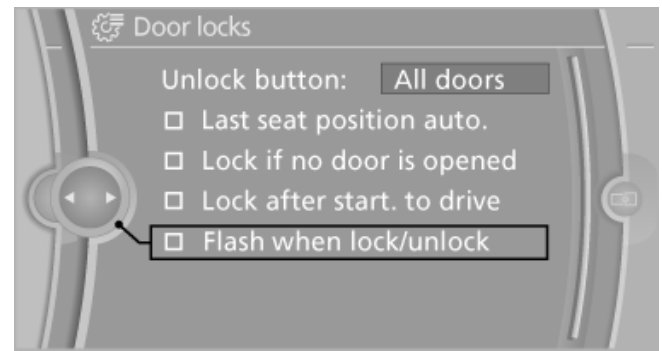 Door locks
Unlock button: All doors
Last seat position auto.
Lock if no door is opened
Lock after start. to drive
Flash when lock/unlock